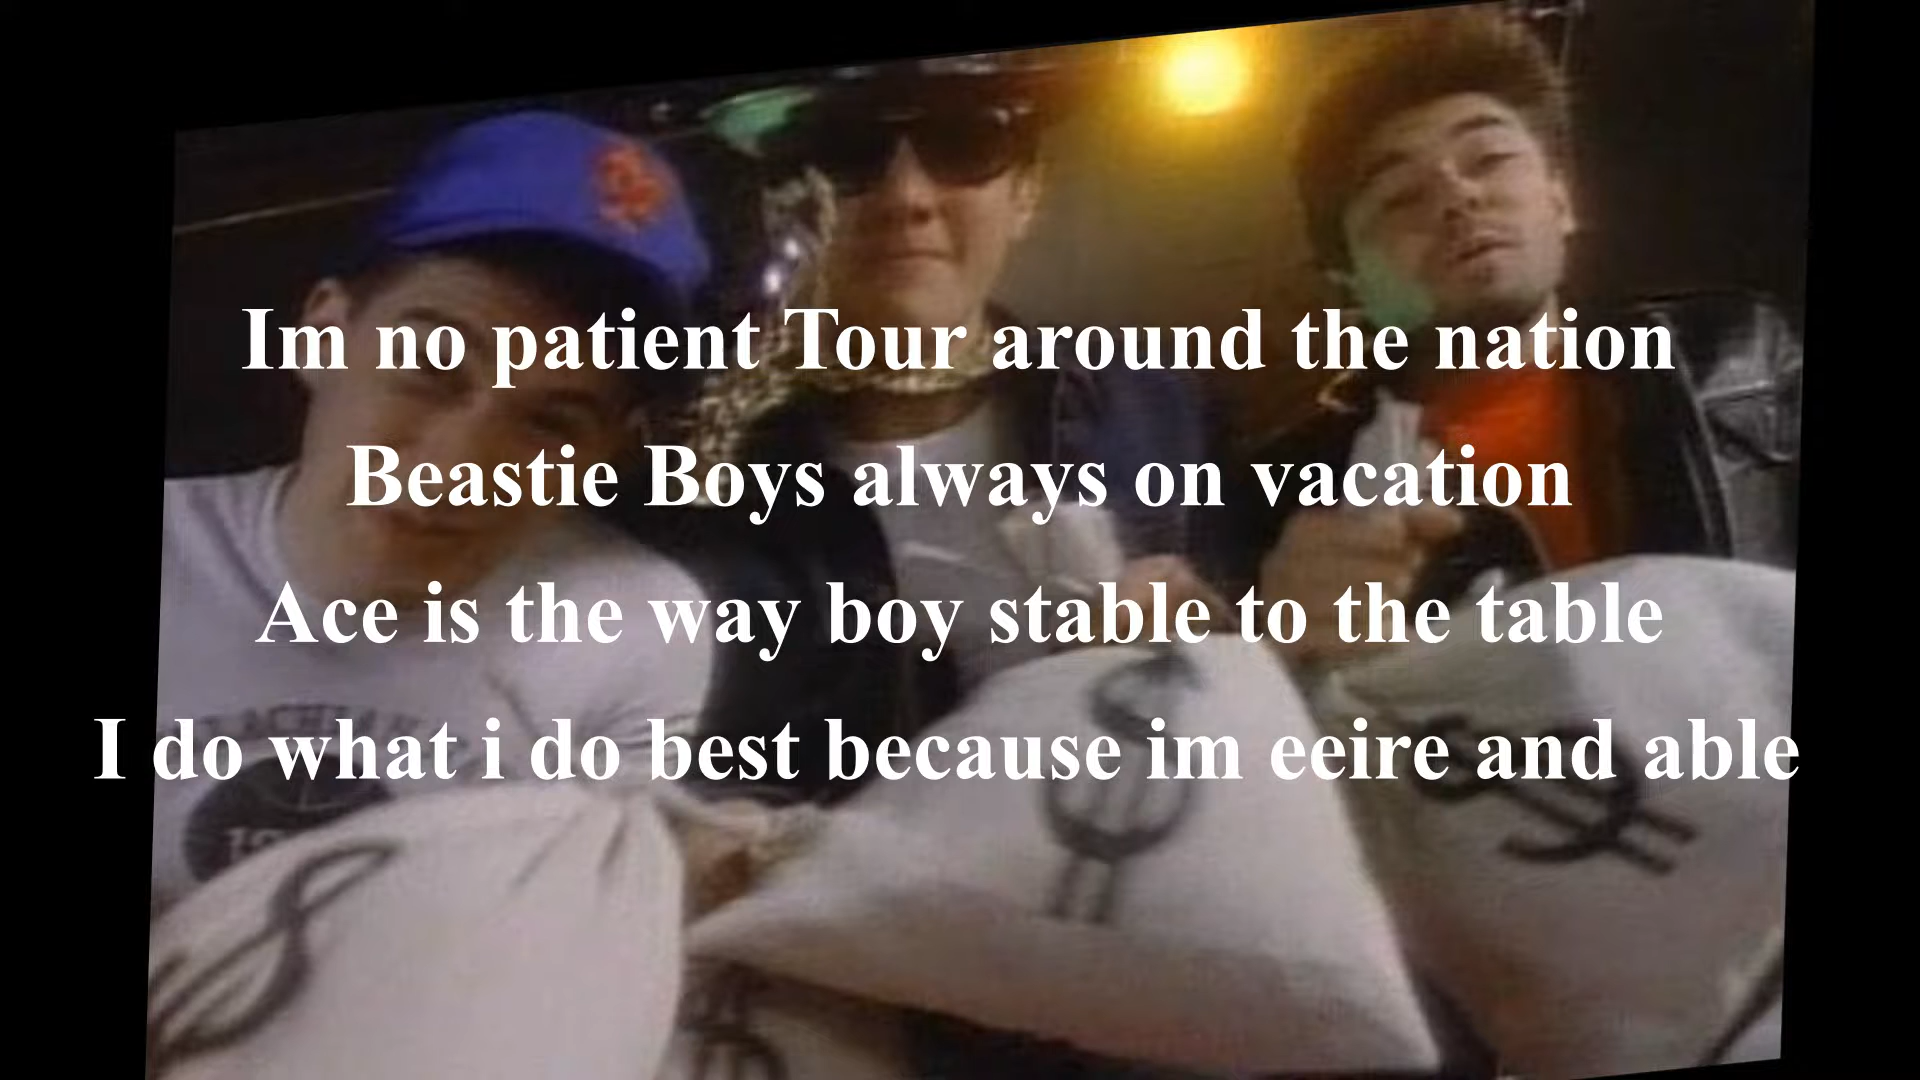 Im no patient Tour around the nation
Beastie Boys always on vacation
Ace is the way boy stable to the table
I do what i do best because im eeire and able